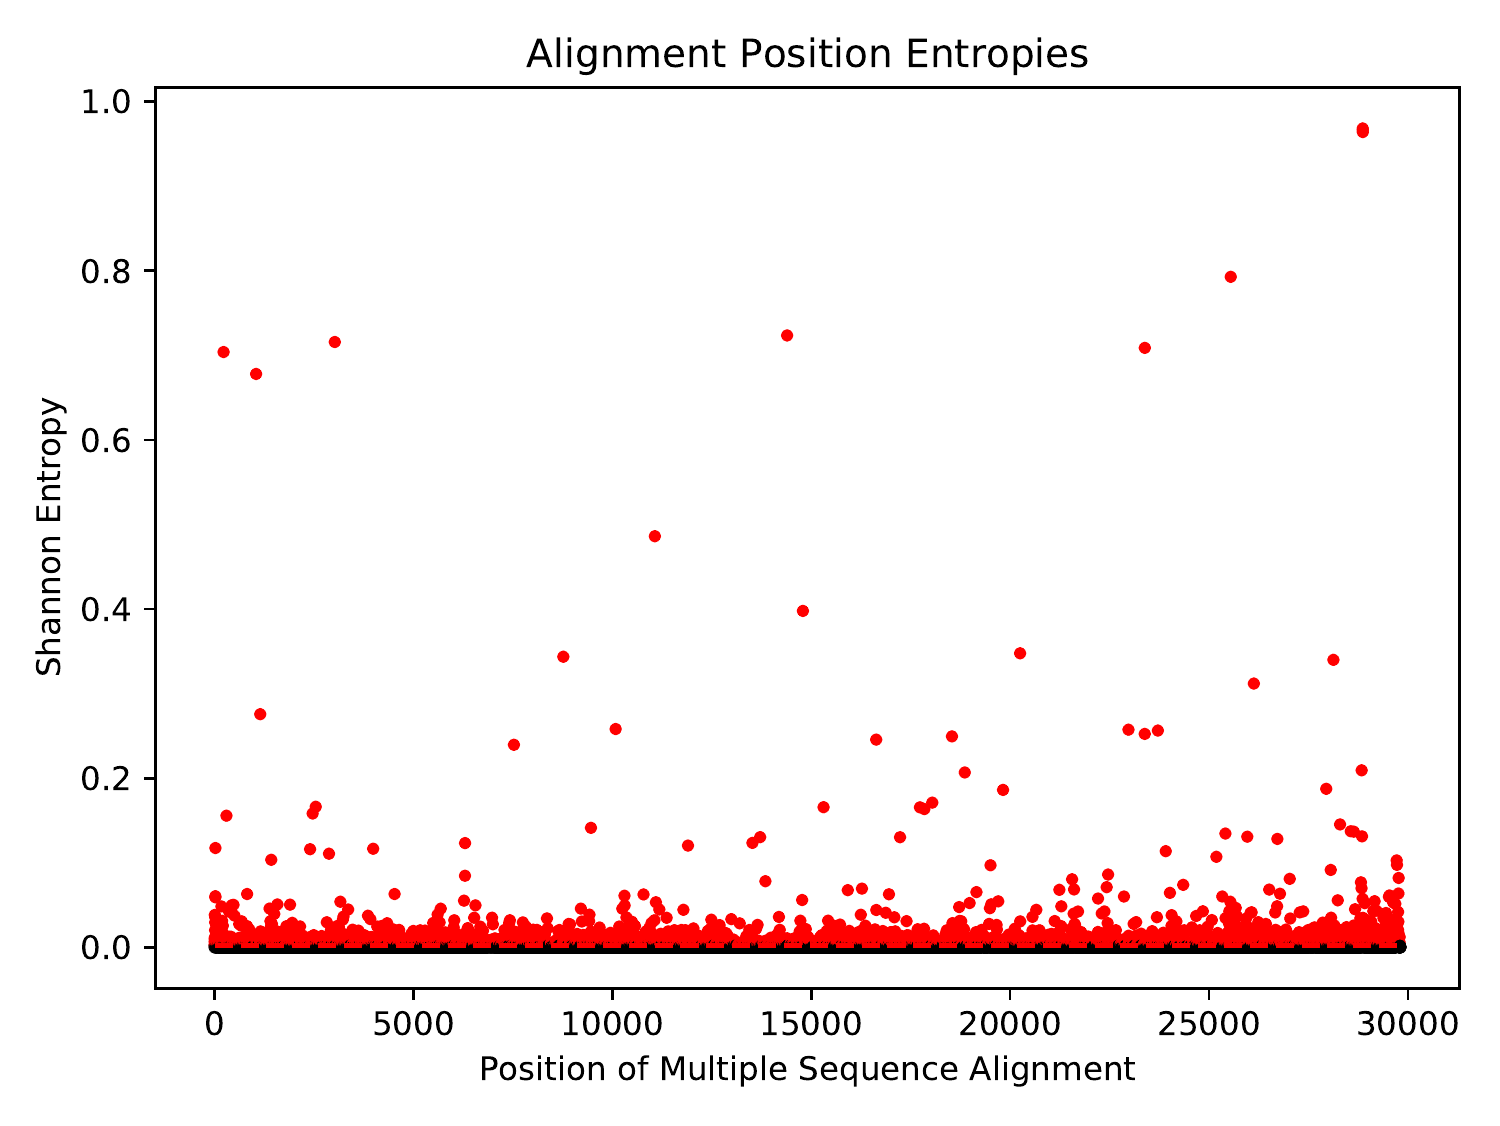 Alignment Position Entropies
1.0
0.8
0.6
0.4
0.2
0.0
Shannon Entropy
0 5000 10000 15000 20000 25000 30000
Position of Multiple Sequence Alignment